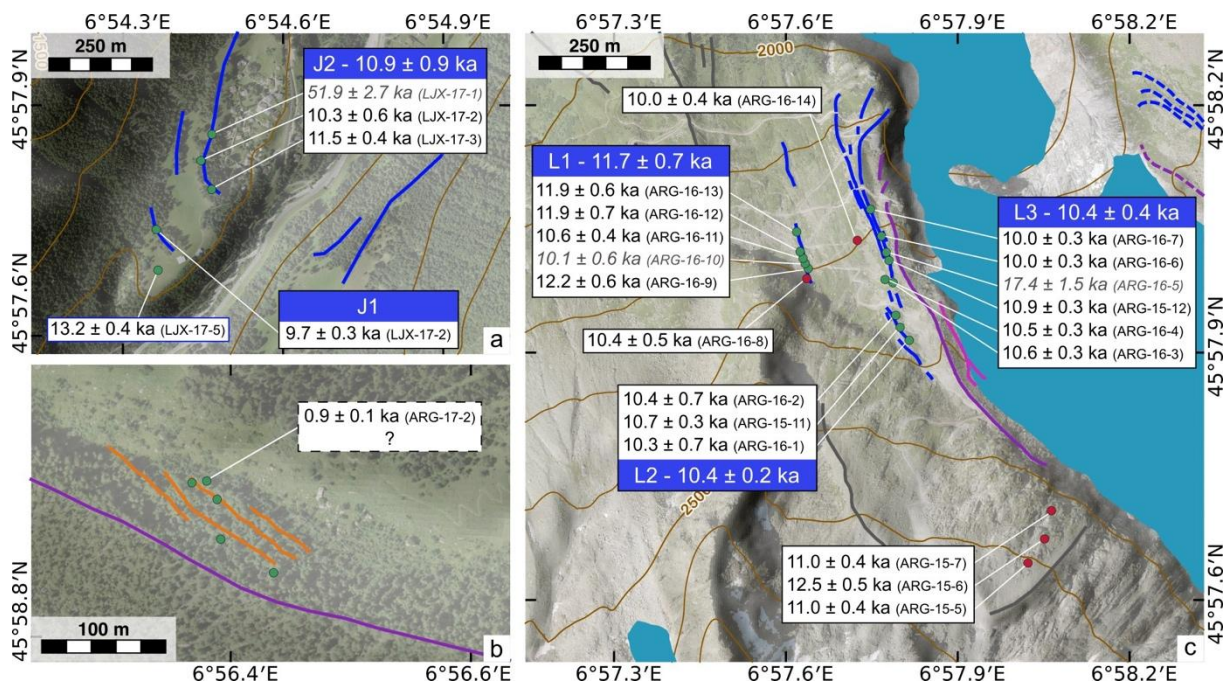 6°54.3'E 6°54.6'E 6°54.9'E
250 m
1500
45°57.9'N
45°57.6'N
J2 - 10.9 ± 0.9 ka
51.9 ± 2.7 ka (LJX-17-1)
10.3 ± 0.6 ka (LJX-17-2)
11.5 ± 0.4 ka (LJX-17-3)
J1
9.7 ± 0.3 ka (LJX-17-2)
13.2 ± 0.4 ka (LJX-17-5)
a
0.9 ± 0.1 ka (ARG-17-2)
?
45°58.8'N
100 m
b
6°56.4'E 6°56.6'E
6°57.3'E 6°57.6'E 6°57.9'E 6°58.2'E
250 m
2000
45°58.2'N
45°57.9'N
45°57.6'N
10.0 ± 0.4 ka (ARG-16-14)
L1 - 11.7 ± 0.7 ka
11.9 ± 0.6 ka (ARG-16-13)
11.9 ± 0.7 ka (ARG-16-12)
10.6 ± 0.4 ka (ARG-16-11)
10.1 ± 0.6 ka (ARG-16-10)
12.2 ± 0.6 ka (ARG-16-9)
10.4 ± 0.5 ka (ARG-16-8)
L3 - 10.4 ± 0.4 ka
10.0 ± 0.3 ka (ARG-16-7)
10.0 ± 0.3 ka (ARG-16-6)
17.4 ± 1.5 ka (ARG-16-5)
10.9 ± 0.3 ka (ARG-15-12)
10.5 ± 0.3 ka (ARG-16-4)
10.6 ± 0.3 ka (ARG-16-3)
10.4 ± 0.7 ka (ARG-16-2)
10.7 ± 0.3 ka (ARG-15-11)
10.3 ± 0.7 ka (ARG-16-1)
L2 - 10.4 ± 0.2 ka
2500
11.0 ± 0.4 ka (ARG-15-7)
12.5 ± 0.5 ka (ARG-15-6)
11.0 ± 0.4 ka (ARG-15-5)
c
6°57.3'E 6°57.6'E 6°57.9'E 6°58.2'E